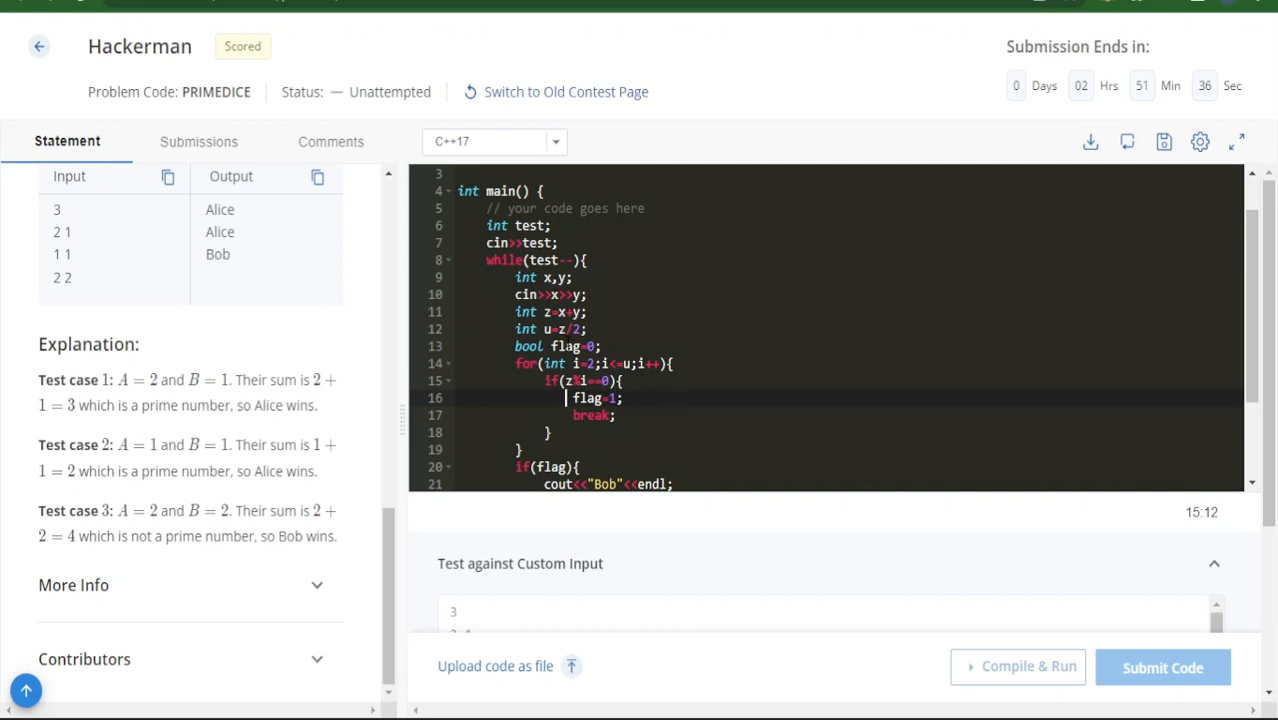 Hackerman Scored
Submission Ends in:
0 Days 02 Hrs 51 Min 36 Sec
Problem Code: PRIMEDICE Status: — Unattempted Switch to Old Contest Page
Statement Submissions Comments
Input Output
3 Alice
2 1 Alice
1 1 Bob
2 2
Explanation:
Test case 1: A = 2 and B = 1. Their sum is 2 +
1 = 3 which is a prime number, so Alice wins.
Test case 2: A = 1 and B = 1. Their sum is 1 +
1 = 2 which is a prime number, so Alice wins.
Test case 3: A = 2 and B = 2. Their sum is 2 +
2 = 4 which is not a prime number, so Bob wins.
More Info
Contributors
C++17
3
4 int main() {
5 // your code goes here
6 int test;
7 cin>>test;
8 while(test--){
9 int x,y;
10 cin>>x>>y;
11 int z=x+y;
12 int u=z/2;
13 bool flag=0;
14 for(int i=2;i<=u;i++){
15 if(z%i==0){
16 flag=1;
17 break;
18 }
19 }
20 if(flag){
21 cout<<"Bob"<<endl;
15:12
Test against Custom Input
3
Upload code as file Compile & Run Submit Code